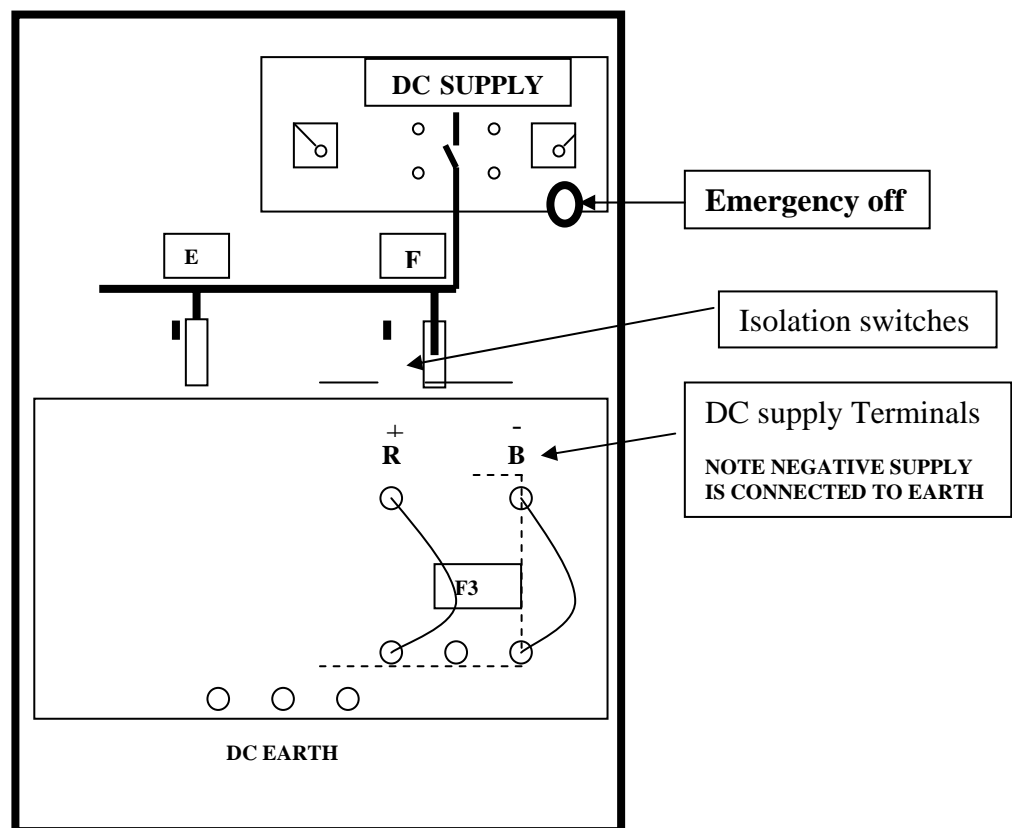 DC SUPPLY
Emergency off
E
F
Isolation switches
DC supply Terminals
NOTE NEGATIVE SUPPLY
IS CONNECTED TO EARTH
+ -
R B
F3
DC EARTH